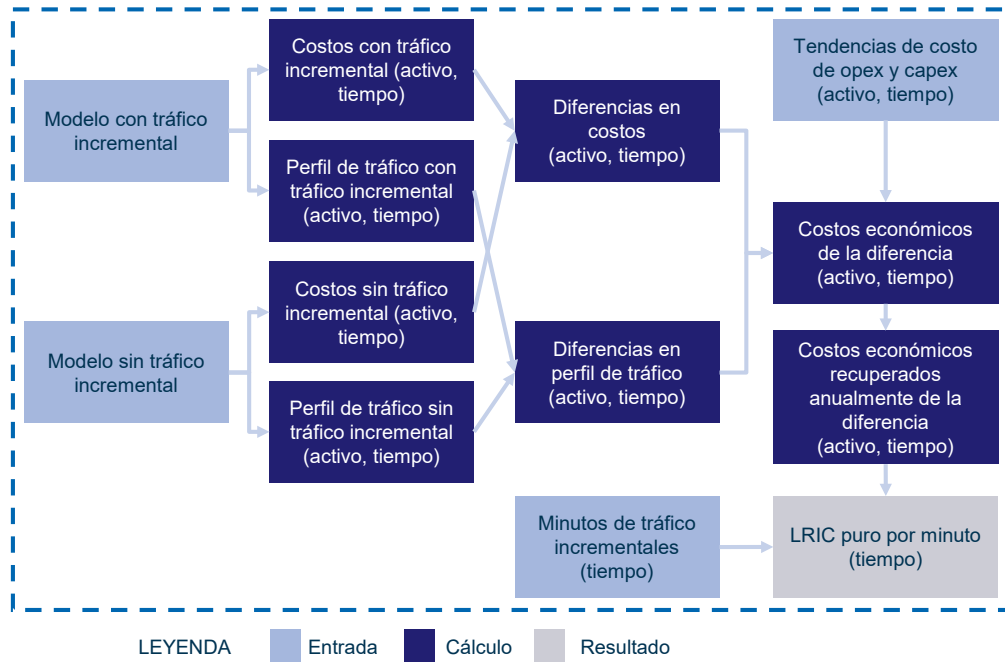 Modelo con tráfico
incremental
Modelo sin tráfico
incremental
Costos con tráfico
incremental (activo,
tiempo)
Perfil de tráfico con
tráfico incremental
(activo, tiempo)
Costos sin tráfico
incremental (activo,
tiempo)
Perfil de tráfico sin
tráfico incremental
(activo, tiempo)
Diferencias en
costos
(activo, tiempo)
Diferencias en
perfil de tráfico
(activo, tiempo)
Minutos de tráfico
incrementales
(tiempo)
Tendencias de costo
de opex y capex
(activo, tiempo)
Costos económicos
de la diferencia
(activo, tiempo)
Costos económicos
recuperados
anualmente de la
diferencia
(activo, tiempo)
LRIC puro por minuto
(tiempo)
LEYENDA
Entrada
Cálculo
Resultado